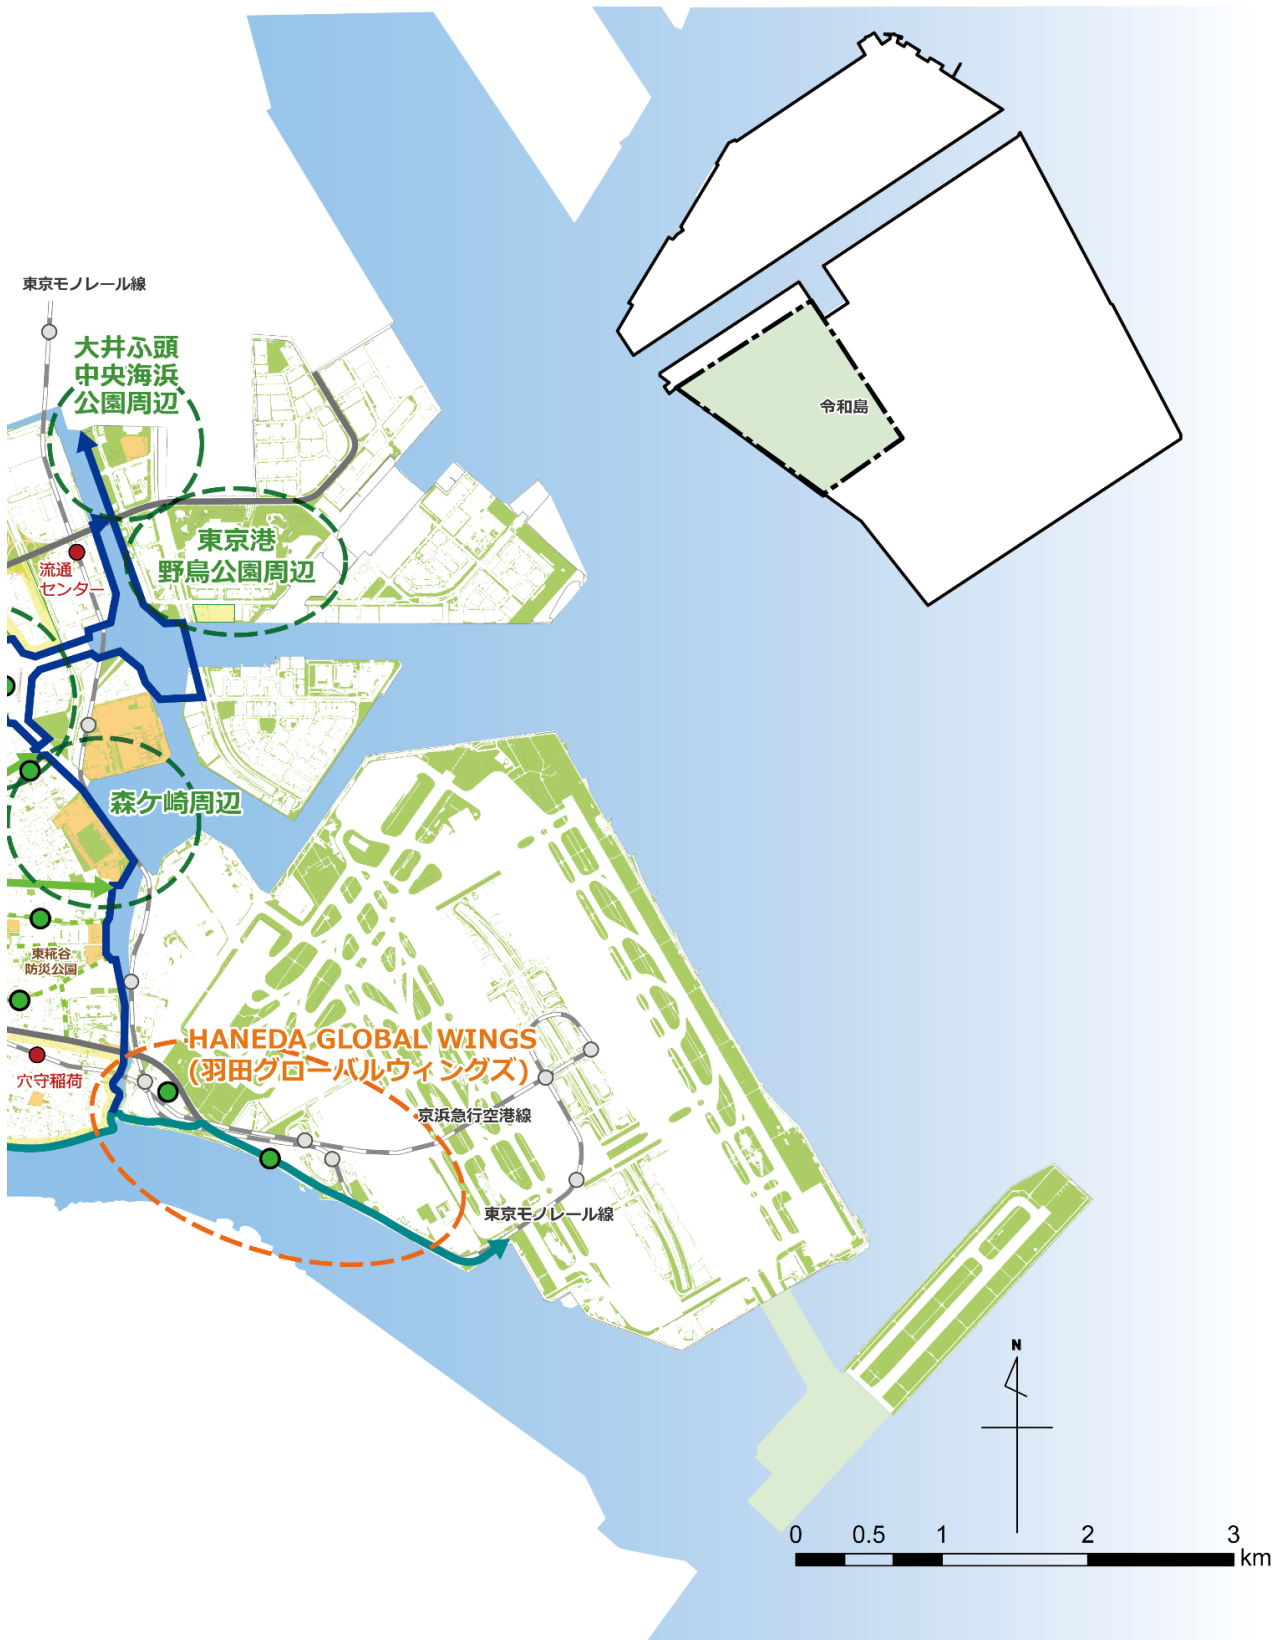 東京モノレール線
大井ふ頭
中央海浜
公園周辺
令和島
東京港
野鳥公園周辺
流通
センター
森ケ崎周辺
東糀谷
防災公園
HANEDA GLOBAL WINGS
(羽田グローバルウィングズ)
穴守稲荷
京浜急行空港線
東京モノレール線
N
0 0.5 1 2 3
km